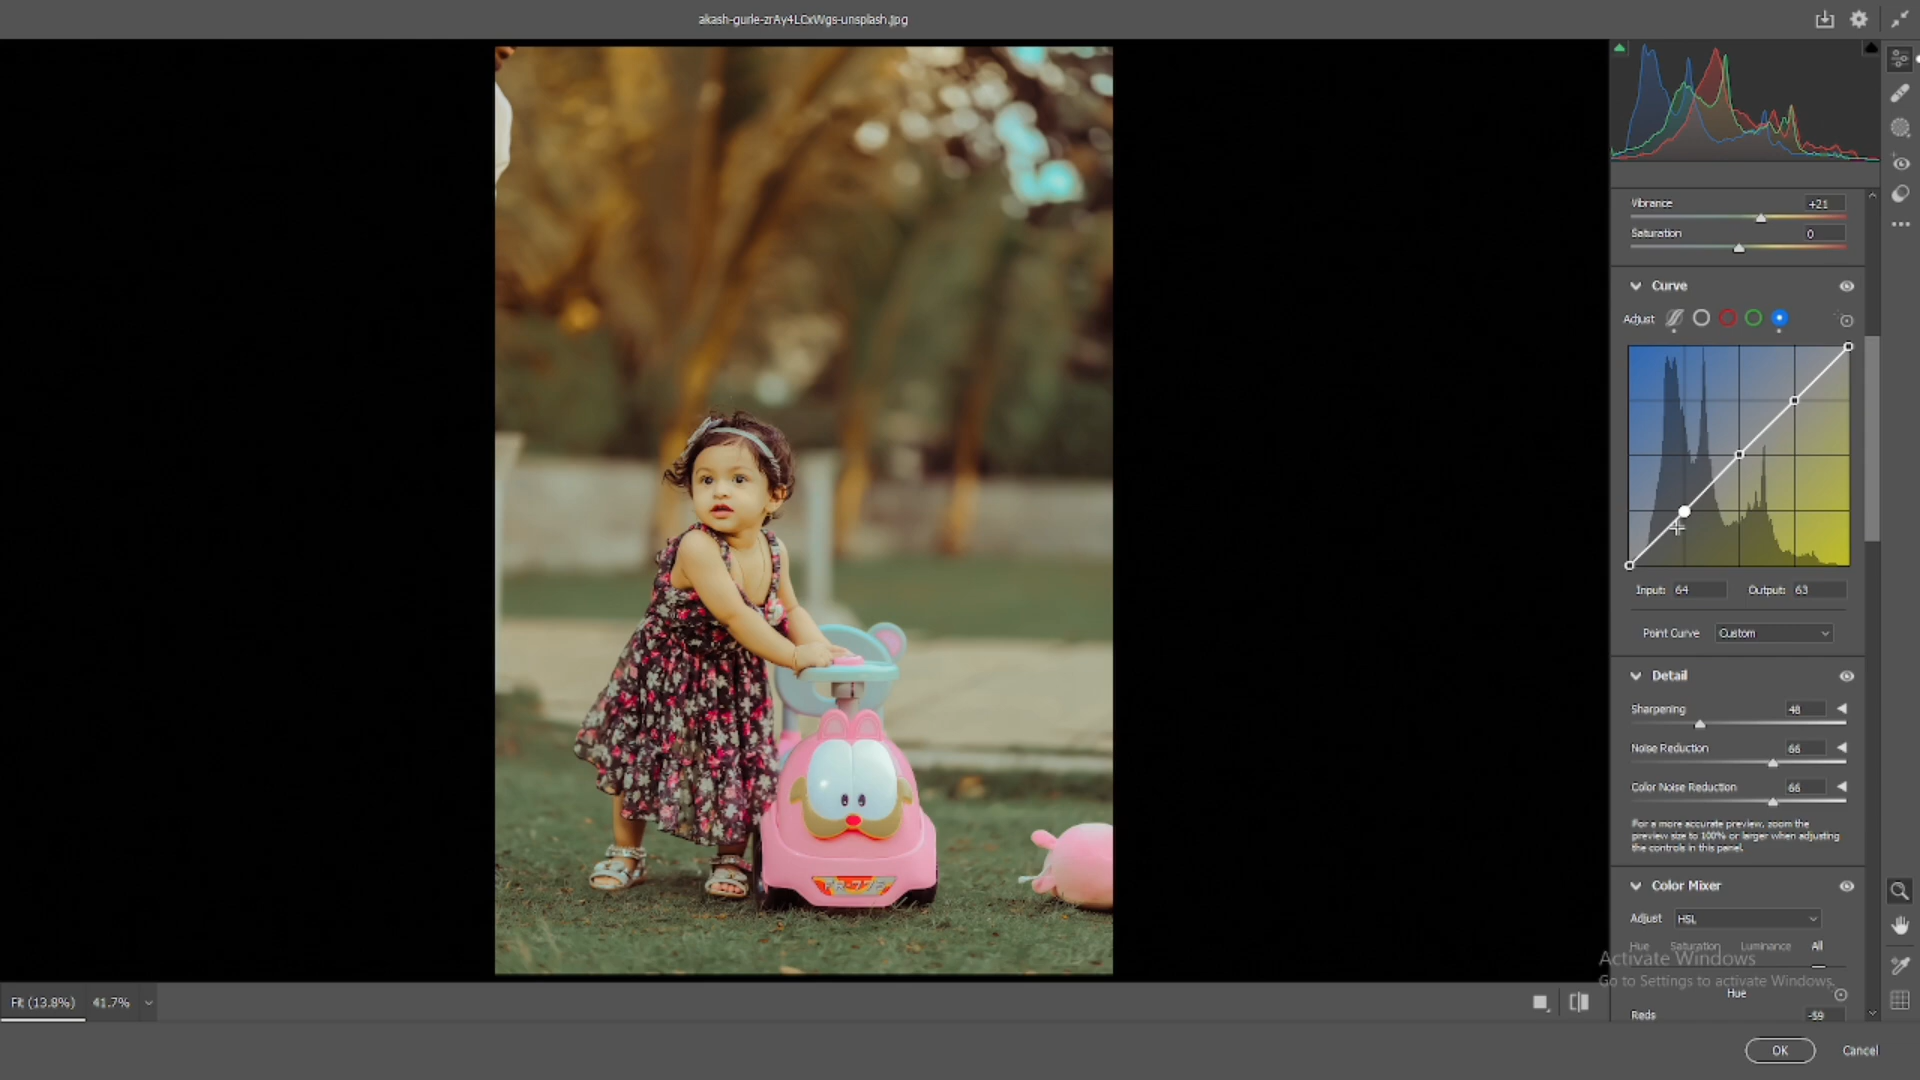 akash-gurle-zrAy4LCxWgs-unsplash.jpg
Vibrance +21
Saturation 0
Curve
Adjust
Input: 64 Output: 63
Point Curve Custom
Detail
Sharpening 48
Noise Reduction 66
Color Noise Reduction 66
For a more accurate preview, zoom the
preview size to 100% or larger when adjusting
the controls in this panel.
Color Mixer
Adjust HSL
Hue Saturation Luminance All
Activate Windows
Go to Settings to activate Windows.
Hue
Reds -59
Fit (13.8%) 41.7%
OK Cancel